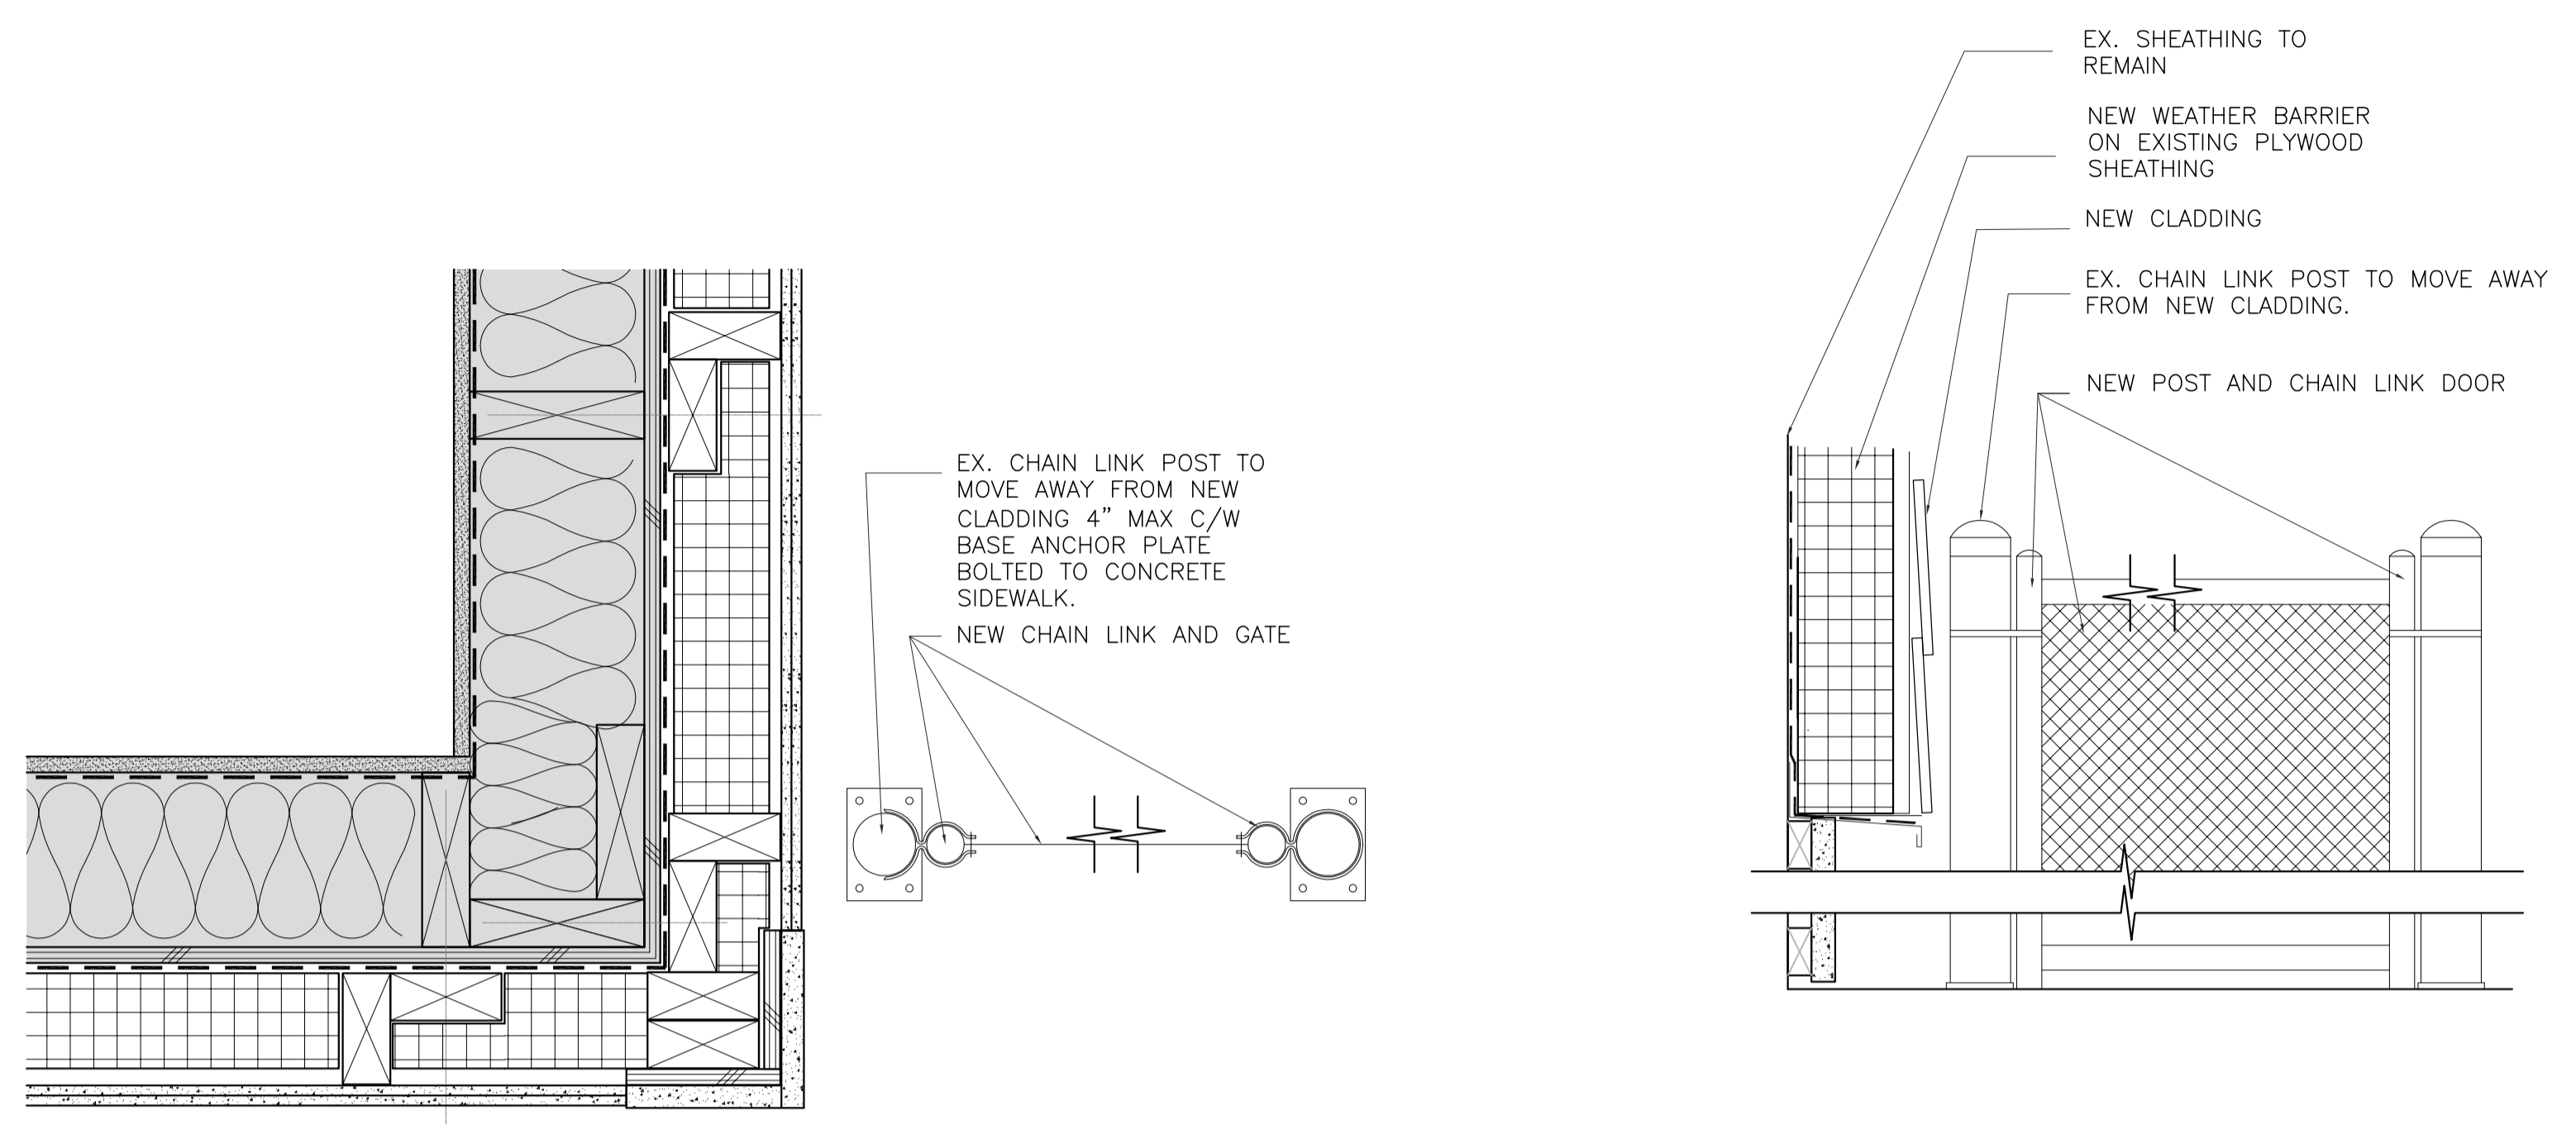 EX. CHAIN LINK POST TO
MOVE AWAY FROM NEW
CLADDING 4" MAX C/W
BASE ANCHOR PLATE
BOLTED TO CONCRETE
SIDEWALK.
NEW CHAIN LINK AND GATE
EX. SHEATHING TO
REMAIN
NEW WEATHER BARRIER
ON EXISTING PLYWOOD
SHEATHING
NEW CLADDING
EX. CHAIN LINK POST TO MOVE AWAY
FROM NEW CLADDING.
NEW POST AND CHAIN LINK DOOR